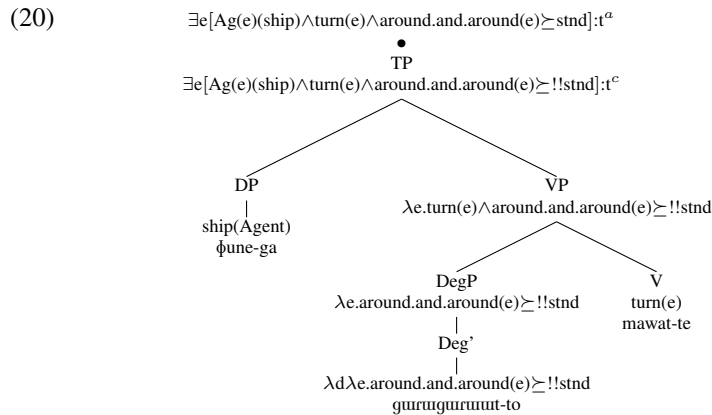 (20)
∃e[Ag(e)(ship)∧turn(e)∧around.and.around(e)⪰stnd]:tᵃ
•
TP
∃e[Ag(e)(ship)∧turn(e)∧around.and.around(e)⪰!!stnd]:tᶜ
DP VP
ship(Agent) λe.turn(e)∧around.and.around(e)⪰!!stnd
ɸune-ga
DegP V
λe.around.and.around(e)⪰!!stnd turn(e)
mawat-te
Deg’
λdλe.around.and.around(e)⪰!!stnd
gɯɾɯgɯɾɯɯt-to